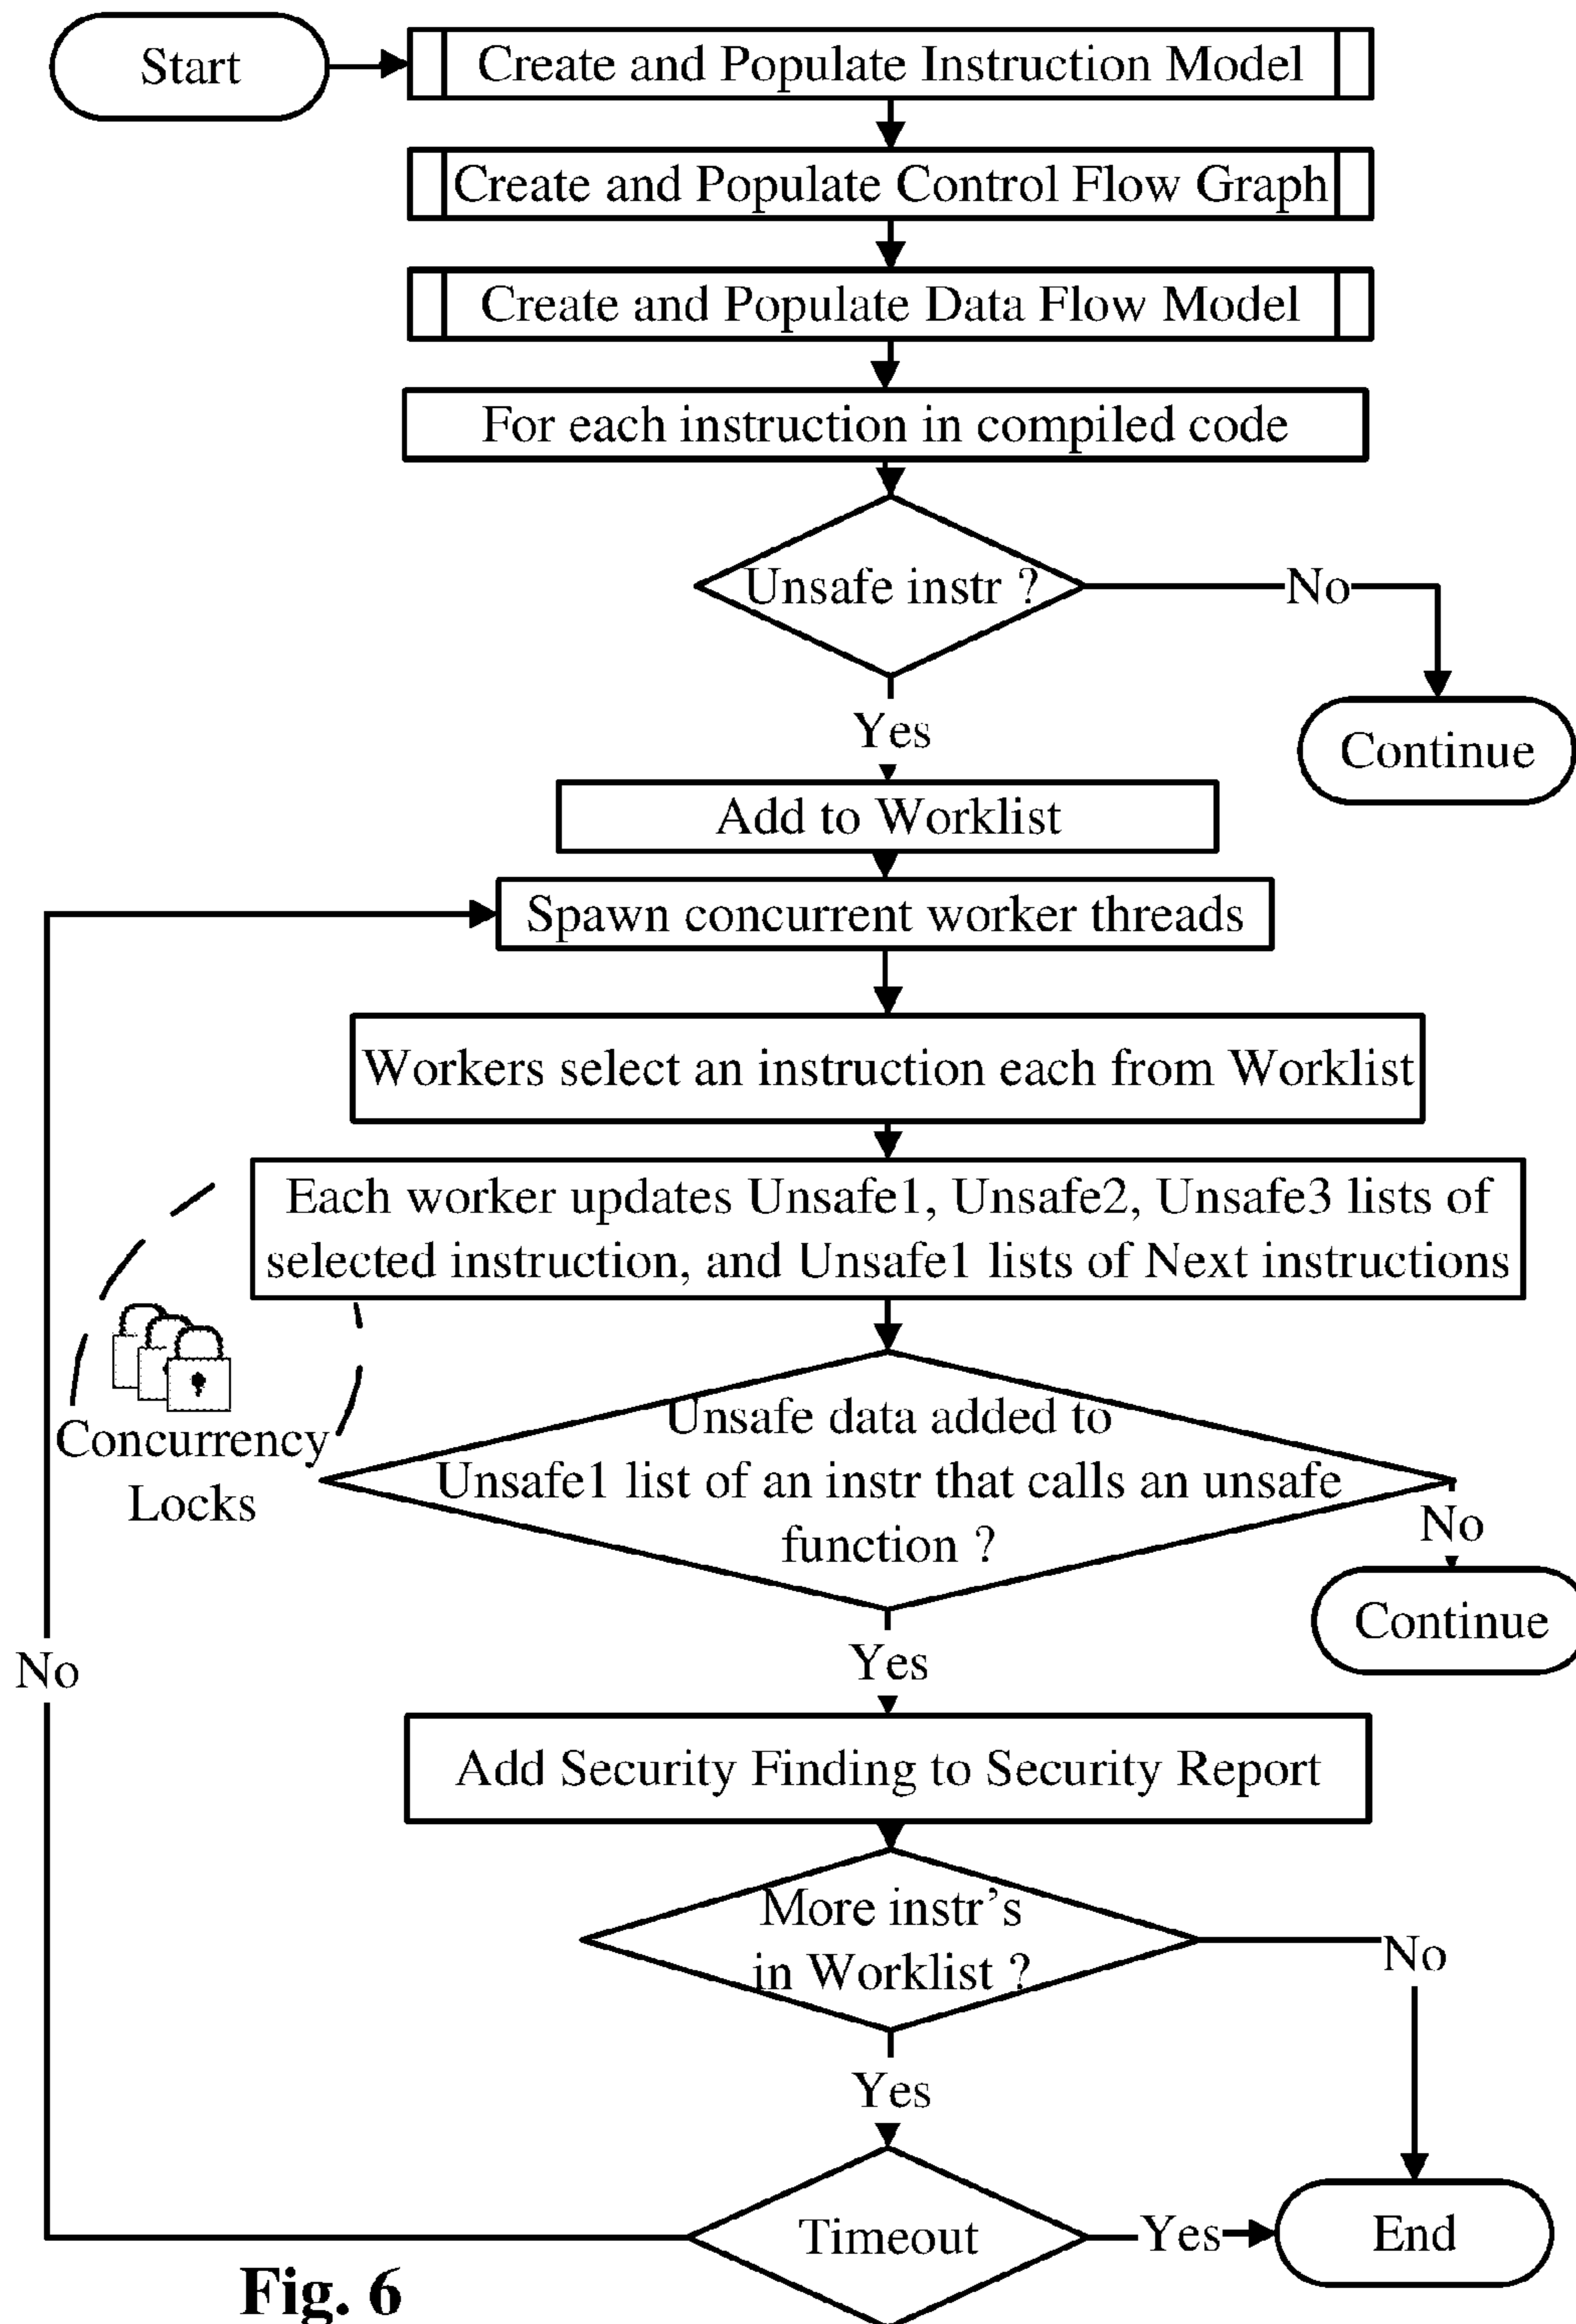 Start
Create and Populate Instruction Model
Create and Populate Control Flow Graph
Create and Populate Data Flow Model
For each instruction in compiled code
Unsafe instr ?
No
Continue
Yes
Add to Worklist
Spawn concurrent worker threads
Workers select an instruction each from Worklist
Each worker updates Unsafe1, Unsafe2, Unsafe3 lists of
selected instruction, and Unsafe1 lists of Next instructions
Concurrency
Locks
Unsafe data added to
Unsafe1 list of an instr that calls an unsafe
function ?
No
Continue
Yes
No
Add Security Finding to Security Report
More instr's
in Worklist ?
No
Yes
Timeout
Yes
End
Fig. 6